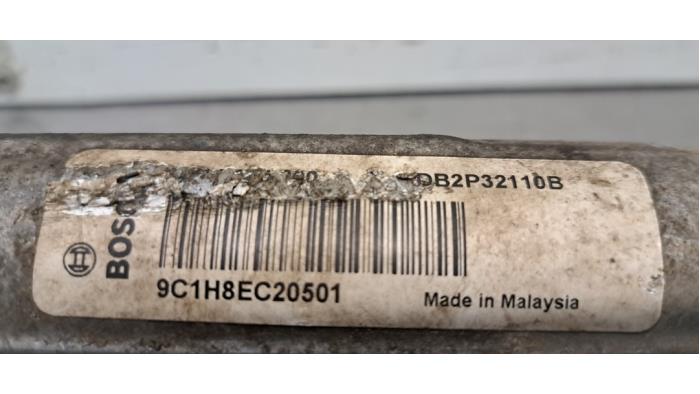 DB2P32110B
BOSCH
9C1H8EC20501
Made in Malaysia